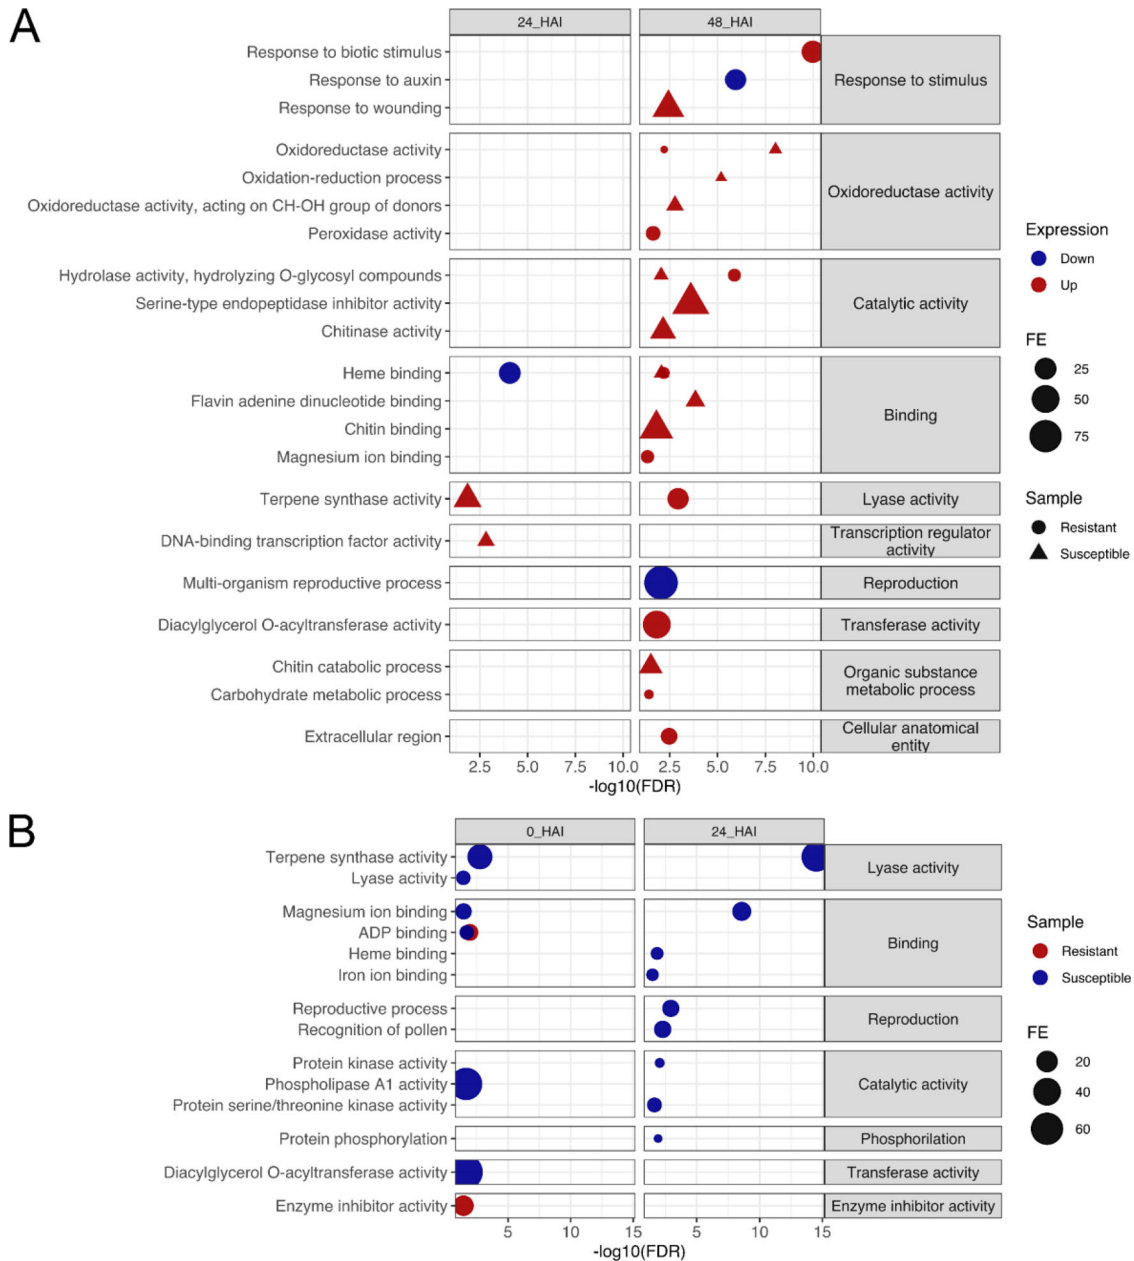 A
24_HAI 48_HAI
Response to biotic stimulus
Response to auxin
Response to wounding
Response to stimulus
Oxidoreductase activity
Oxidation-reduction process
Oxidoreductase activity, acting on CH-OH group of donors
Peroxidase activity
Oxidoreductase activity
Hydrolase activity, hydrolyzing O-glycosyl compounds
Serine-type endopeptidase inhibitor activity
Chitinase activity
Catalytic activity
Heme binding
Flavin adenine dinucleotide binding
Chitin binding
Magnesium ion binding
Binding
Terpene synthase activity
Lyase activity
DNA-binding transcription factor activity
Transcription regulator
activity
Multi-organism reproductive process
Reproduction
Diacylglycerol O-acyltransferase activity
Transferase activity
Chitin catabolic process
Carbohydrate metabolic process
Organic substance
metabolic process
Extracellular region
Cellular anatomical
entity
2.5 5.0 7.5 10.0 2.5 5.0 7.5 10.0
-log10(FDR)
Expression
Down
Up
FE
25
50
75
Sample
Resistant
Susceptible
B
0_HAI 24_HAI
Terpene synthase activity
Lyase activity
Lyase activity
Magnesium ion binding
ADP binding
Heme binding
Iron ion binding
Binding
Reproductive process
Recognition of pollen
Reproduction
Protein kinase activity
Phospholipase A1 activity
Protein serine/threonine kinase activity
Catalytic activity
Protein phosphorylation
Phosphorilation
Diacylglycerol O-acyltransferase activity
Transferase activity
Enzyme inhibitor activity
Enzyme inhibitor activity
5 10 15 5 10 15
-log10(FDR)
Sample
Resistant
Susceptible
FE
20
40
60